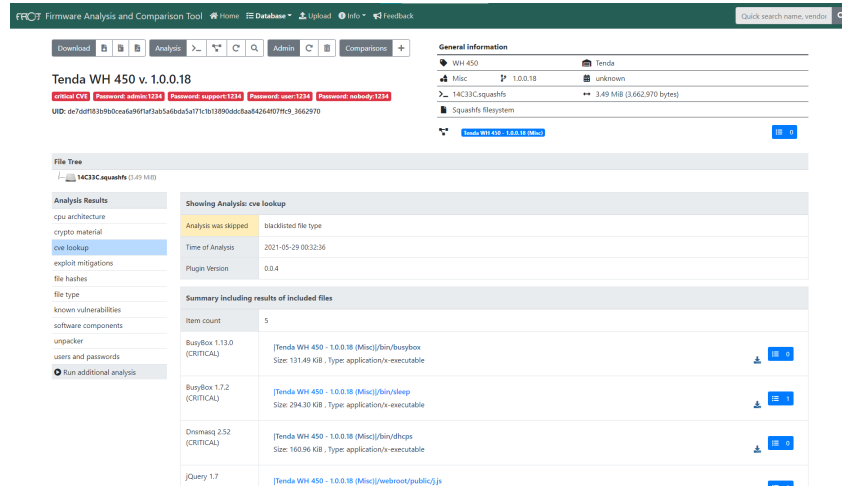 FACT Firmware Analysis and Comparison Tool Home Database Upload Info Feedback Quick search name, vendor
Download Analysis Admin Comparisons
General information
WH 450 Tenda
Misc 1.0.0.18 unknown
14C33C.squashfs 3.49 MiB (3,662,970 bytes)
Squashfs filesystem
Tenda WH 450 - 1.0.0.18 (Misc) 0
Tenda WH 450 v. 1.0.0.18
critical CVE Password: admin:1234 Password: support:1234 Password: user:1234 Password: nobody:1234
UID: de7ddf183b9b0cea6a96f1af3ab5a6bda5a171c1b13890ddc8aa84264f07ffc9_3662970
File Tree
14C33C.squashfs (3.49 MiB)
Analysis Results
cpu architecture
crypto material
cve lookup
exploit mitigations
file hashes
file type
known vulnerabilities
software components
unpacker
users and passwords
Run additional analysis
Showing Analysis: cve lookup
Analysis was skipped blacklisted file type
Time of Analysis 2021-05-29 00:32:36
Plugin Version 0.0.4
Summary including results of included files
Item count 5
BusyBox 1.13.0
(CRITICAL)
|Tenda WH 450 - 1.0.0.18 (Misc)|/bin/busybox
Size: 131.49 KiB , Type: application/x-executable
0
BusyBox 1.7.2
(CRITICAL)
|Tenda WH 450 - 1.0.0.18 (Misc)|/bin/sleep
Size: 294.30 KiB , Type: application/x-executable
1
Dnsmasq 2.52
(CRITICAL)
|Tenda WH 450 - 1.0.0.18 (Misc)|/bin/dhcps
Size: 160.96 KiB , Type: application/x-executable
0
jQuery 1.7
|Tenda WH 450 - 1.0.0.18 (Misc)|/webroot/public/j.js